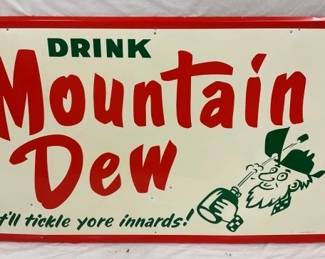 DRINK
Mountain
Dew
t'll tickle yore innards!